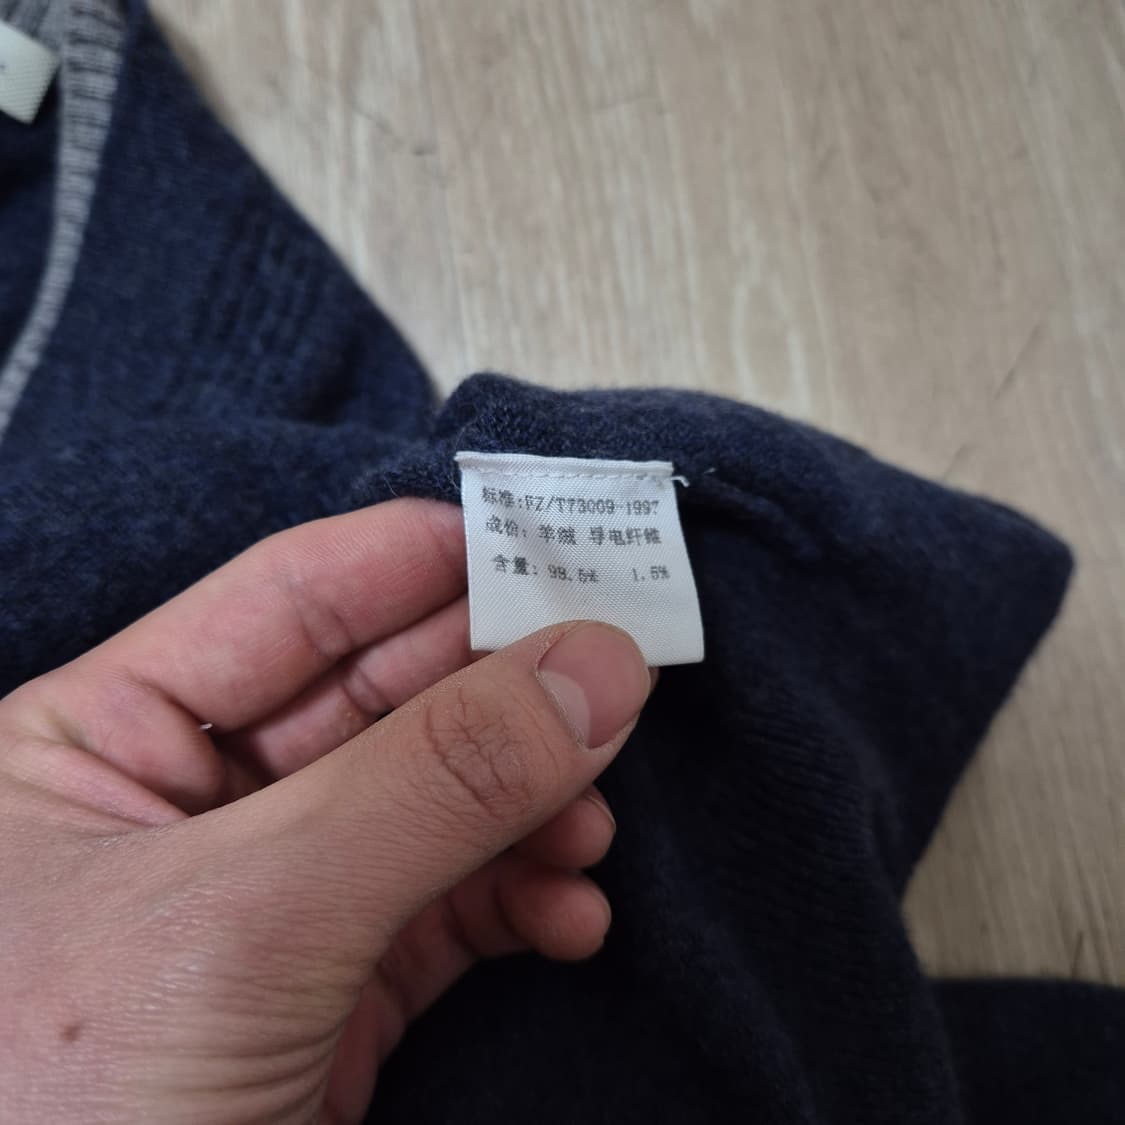 标准:FZ/T73009-1997
成份: 羊绒 导电纤维
含量: 98.5% 1.5%